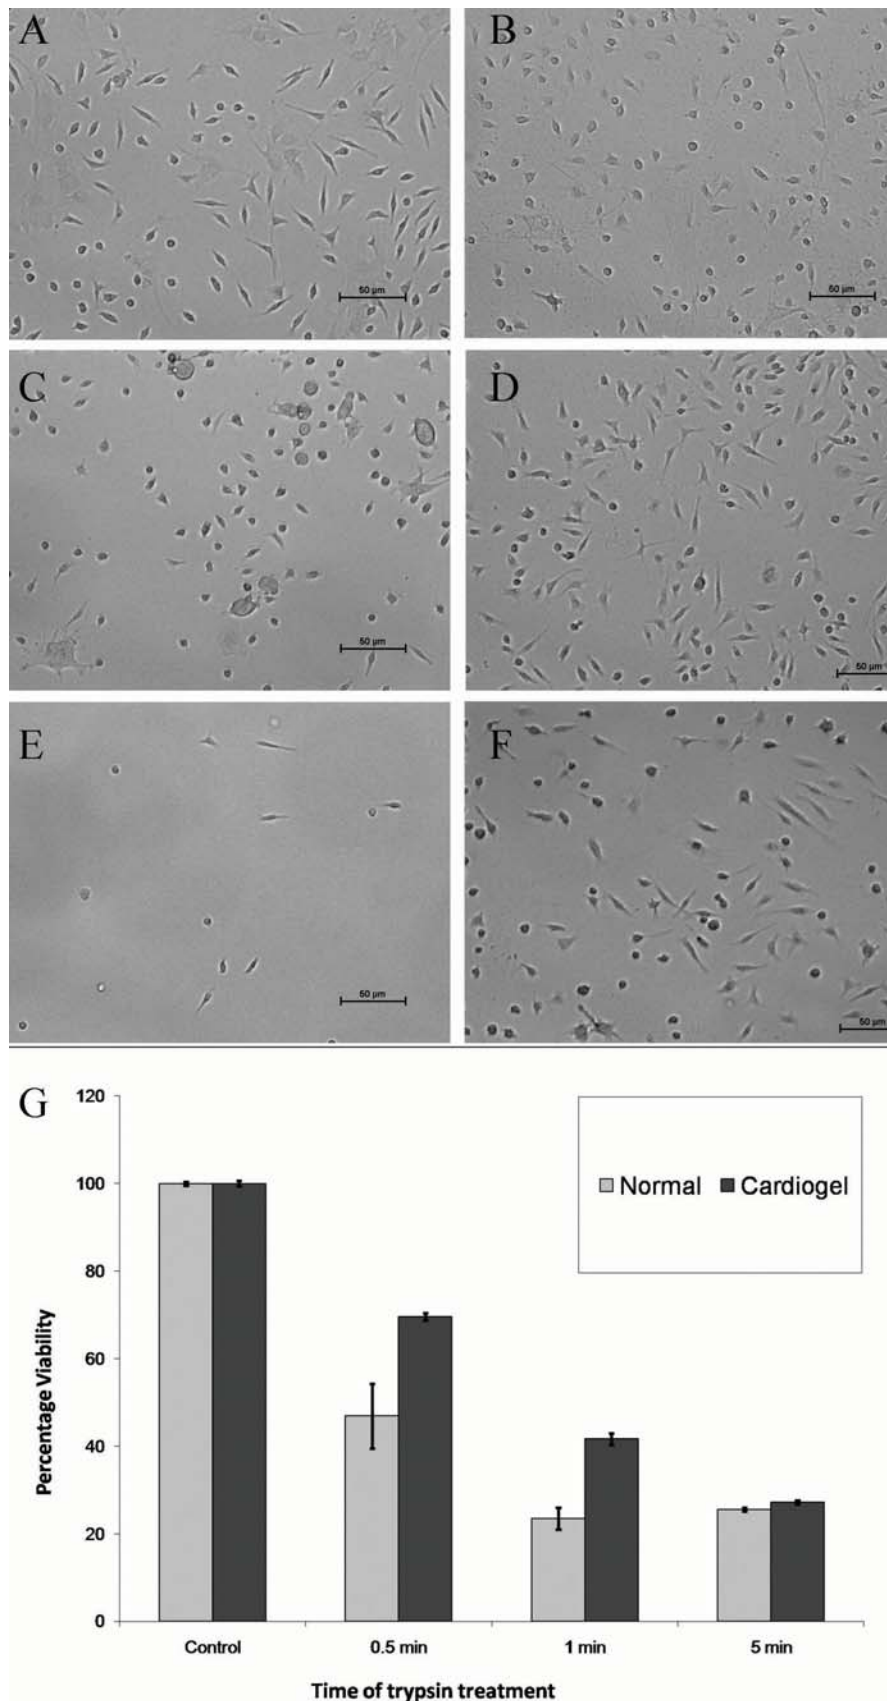 A
B
50 µm
50 µm
C
D
50 µm
50 µm
E
F
50 µm
50 µm
G
120
100
80
60
40
20
0
Percentage Viability
Normal Cardiogel
Control 0.5 min 1 min 5 min
Time of trypsin treatment